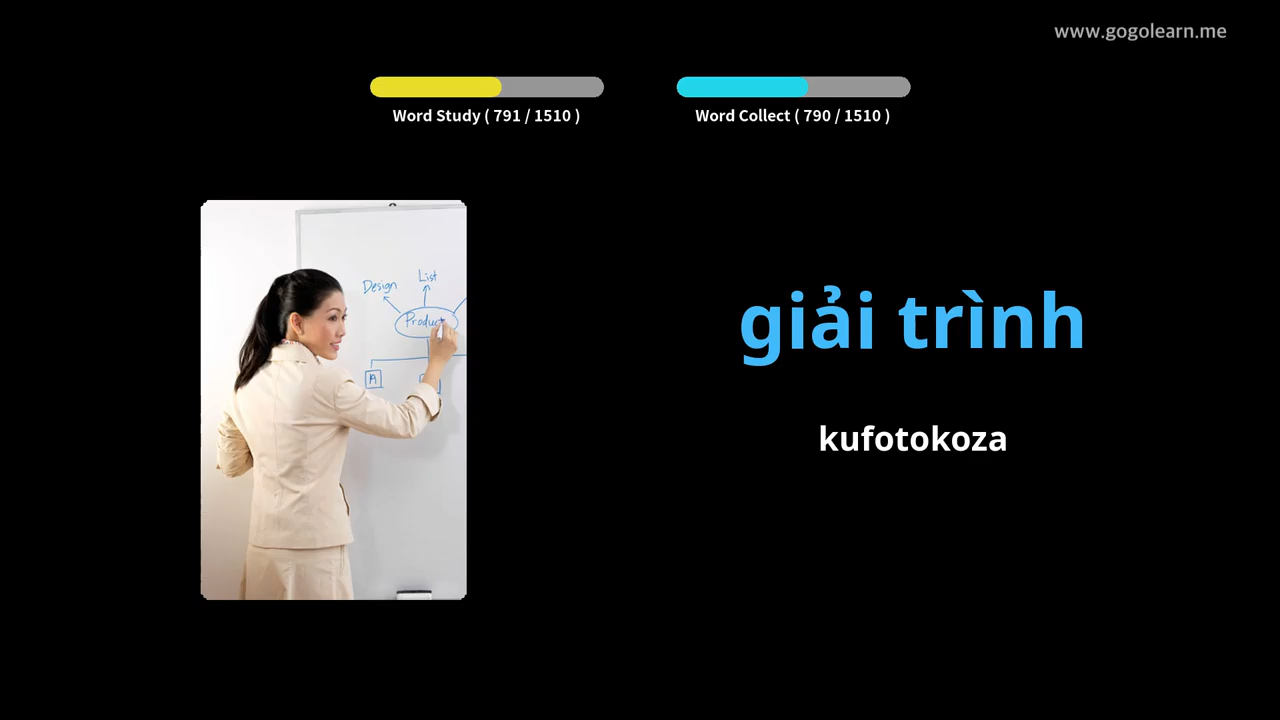 www.gogolearn.me
Word Study ( 791 / 1510 )
Word Collect ( 790 / 1510 )
Design
List
Product
A
giải trình
kufotokoza